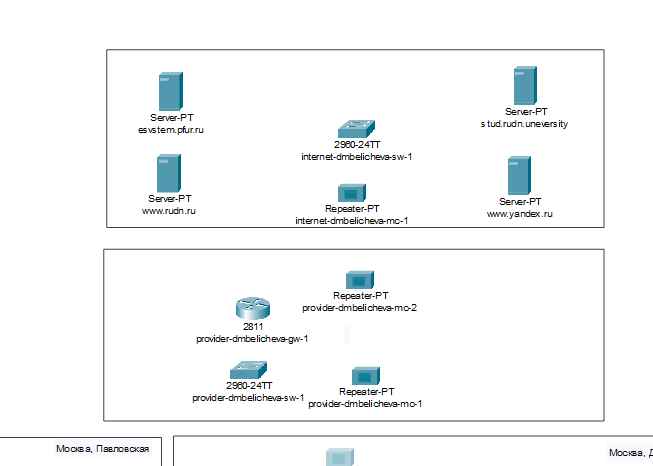 Server-PT
esystem.pfur.ru
Server-PT
stud.rudn.uneversity
2960-24TT
internet-dmbelicheva-sw-1
Server-PT
www.rudn.ru
Repeater-PT
internet-dmbelicheva-mc-1
Server-PT
www.yandex.ru
Repeater-PT
provider-dmbelicheva-mc-2
2811
provider-dmbelicheva-gw-1
2960-24TT
provider-dmbelicheva-sw-1
Repeater-PT
provider-dmbelicheva-mc-1
Москва, Павловская
Москва,